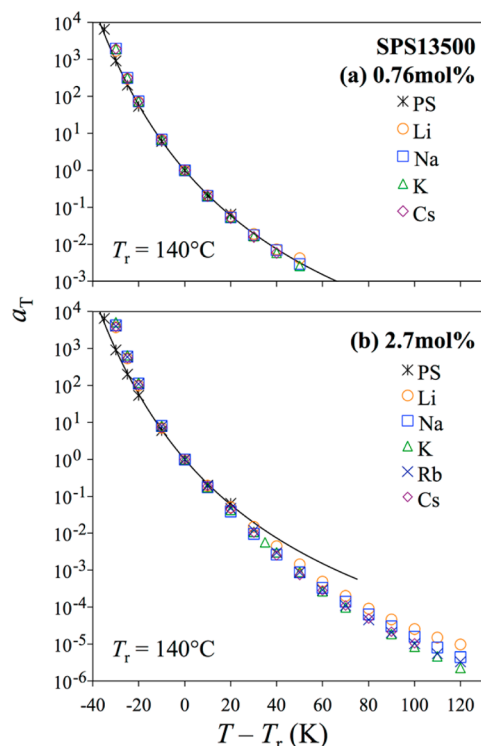 10⁴
SPS13500
10³
(a) 0.76mol%
PS
10²
Li
10¹
Na
10⁰
K
10⁻¹
Cs
10⁻²
Tᵣ = 140°C
10⁻³
a_T
10⁴
(b) 2.7mol%
10³
PS
10²
Li
10¹
Na
10⁰
K
10⁻¹
Rb
10⁻²
Cs
10⁻³
10⁻⁴
10⁻⁵
Tᵣ = 140°C
10⁻⁶
-40 -20 0 20 40 60 80 100 120
T − Tᵣ (K)